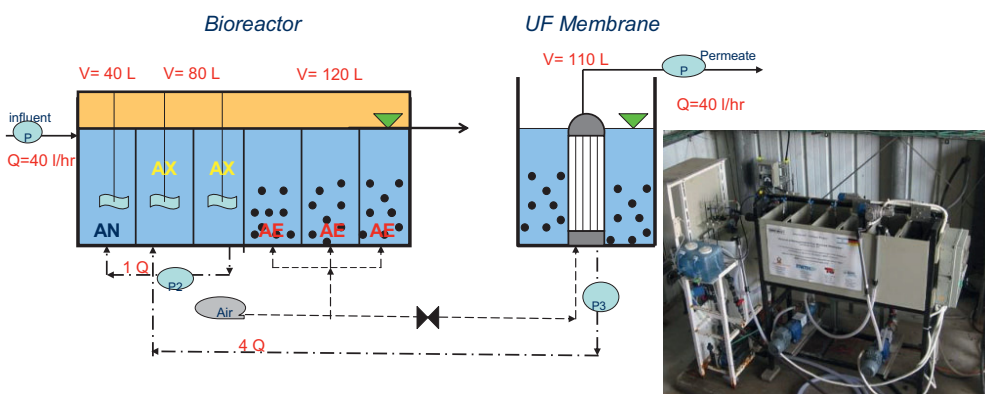 Bioreactor
UF Membrane
V= 40 L
V= 80 L
V= 120 L
V= 110 L
Permeate
P
Q=40 l/hr
influent
P
Q=40 l/hr
AX
AX
AN
AE
AE
AE
1 Q
P2
Air
P3
4 Q